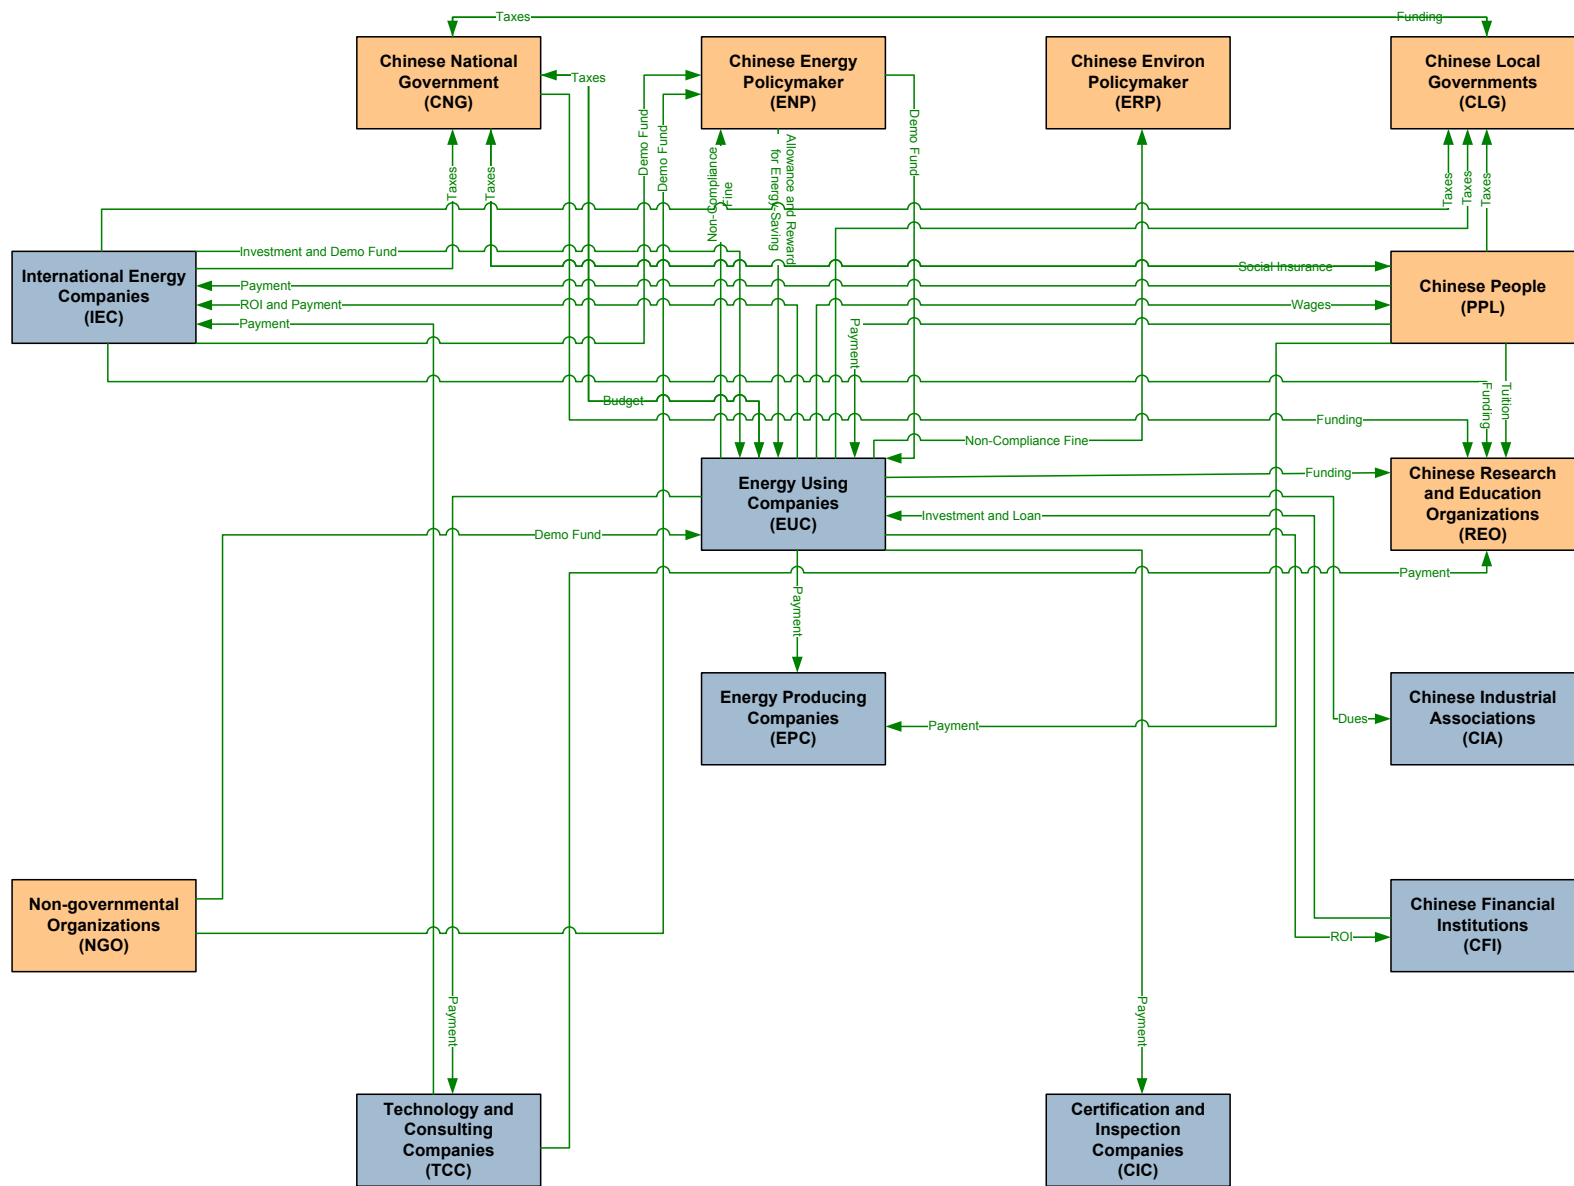 Taxes
Funding
Chinese National
Government
(CNG)
Chinese Energy
Policymaker
(ENP)
Chinese Environ
Policymaker
(ERP)
Chinese Local
Governments
(CLG)
Taxes
Demo Fund
Demo Fund
Non-Compliance
Fine
Allowance and Reward
for Energy-Saving
Demo Fund
Taxes
Taxes
Taxes
Taxes
Taxes
International Energy
Companies
(IEC)
Investment and Demo Fund
Payment
ROI and Payment
Payment
Social Insurance
Wages
Chinese People
(PPL)
Payment
Budget
Funding
Funding
Tuition
Non-Compliance Fine
Energy Using
Companies
(EUC)
Funding
Investment and Loan
Chinese Research
and Education
Organizations
(REO)
Demo Fund
Payment
Payment
Energy Producing
Companies
(EPC)
Payment
Dues
Chinese Industrial
Associations
(CIA)
Non-governmental
Organizations
(NGO)
ROI
Chinese Financial
Institutions
(CFI)
Payment
Payment
Technology and
Consulting
Companies
(TCC)
Certification and
Inspection
Companies
(CIC)